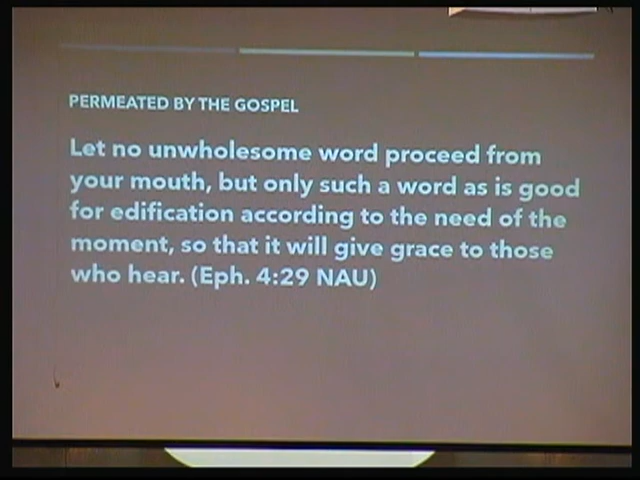 PERMEATED BY THE GOSPEL
Let no unwholesome word proceed from
your mouth, but only such a word as is good
for edification according to the need of the
moment, so that it will give grace to those
who hear. (Eph. 4:29 NAU)